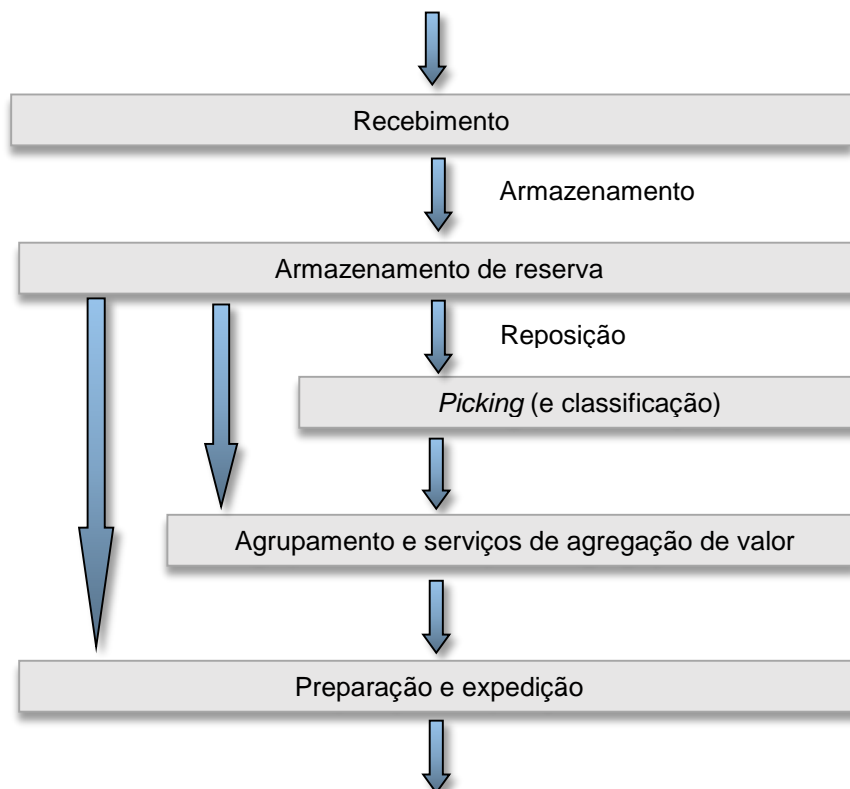 Recebimento
Armazenamento
Armazenamento de reserva
Reposição
Picking (e classificação)
Agrupamento e serviços de agregação de valor
Preparação e expedição